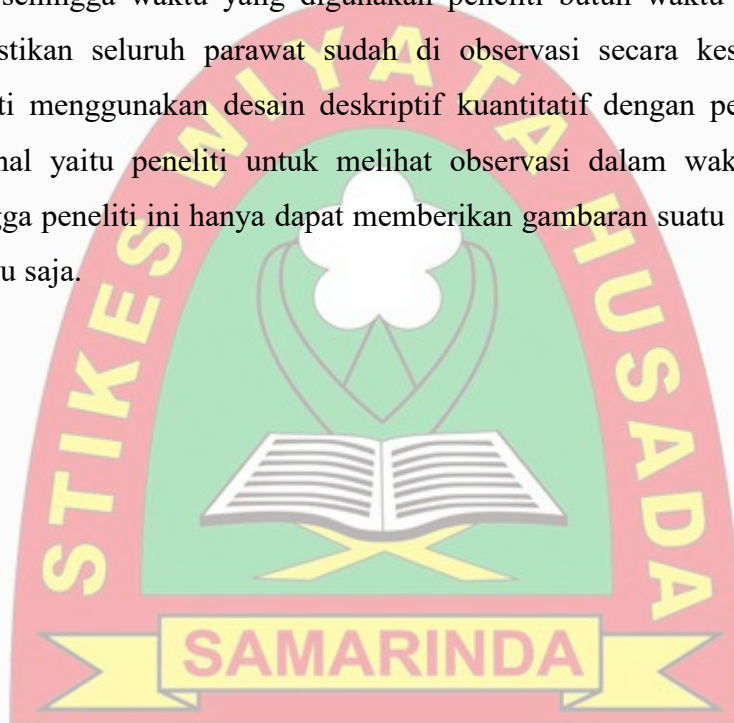 sehingga waktu yang digunakan peneliti butuh waktu
stikan seluruh parawat sudah di observasi secara kes
ti menggunakan desain deskriptif kuantitatif dengan pe
nal yaitu peneliti untuk melihat observasi dalam wak
gga peneliti ini hanya dapat memberikan gambaran suatu
u saja.
STIKES WIYATA HUSADA
SAMARINDA